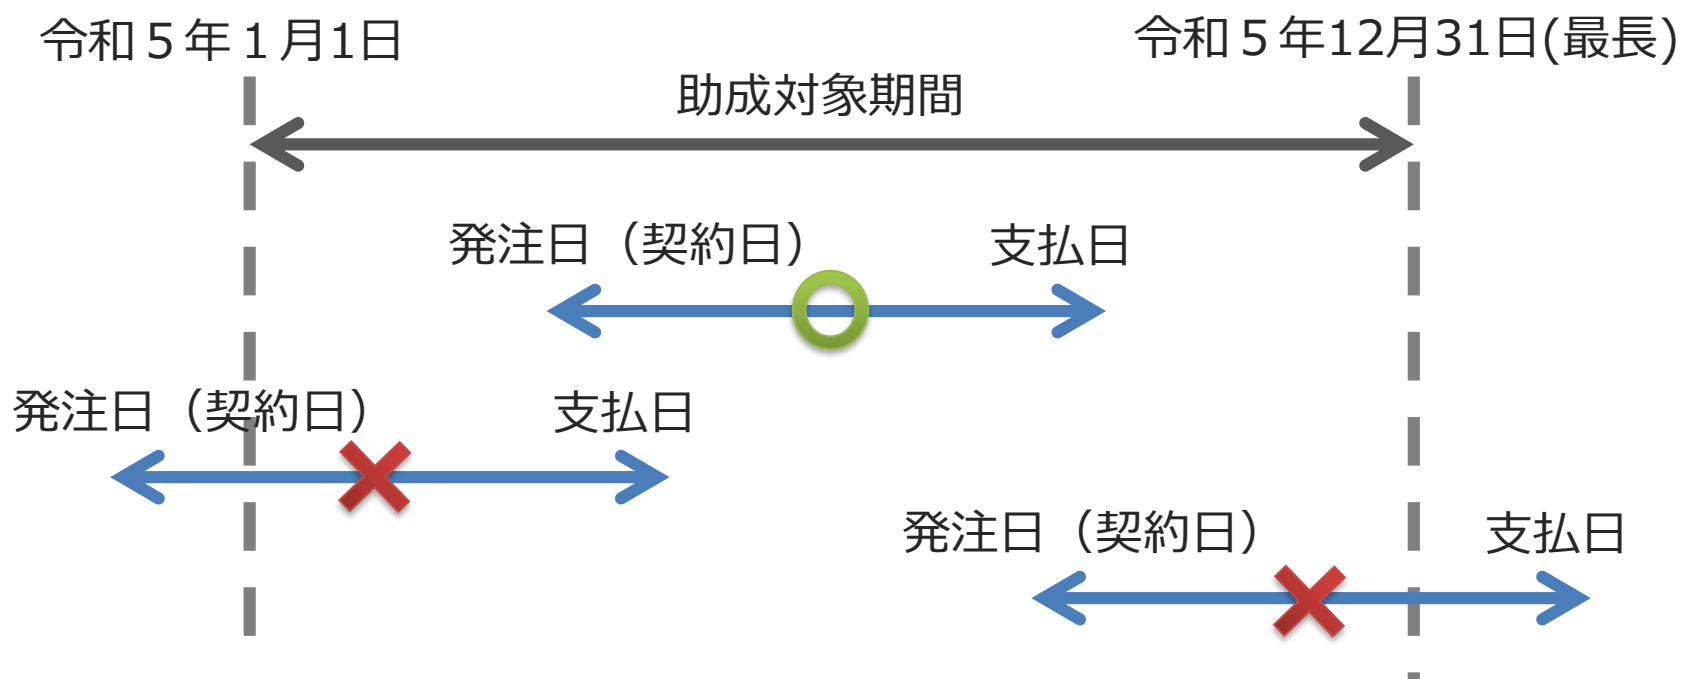 令和５年１月1日
令和５年12月31日(最長)
助成対象期間
発注日（契約日）
支払日
発注日（契約日）
支払日
発注日（契約日）
支払日